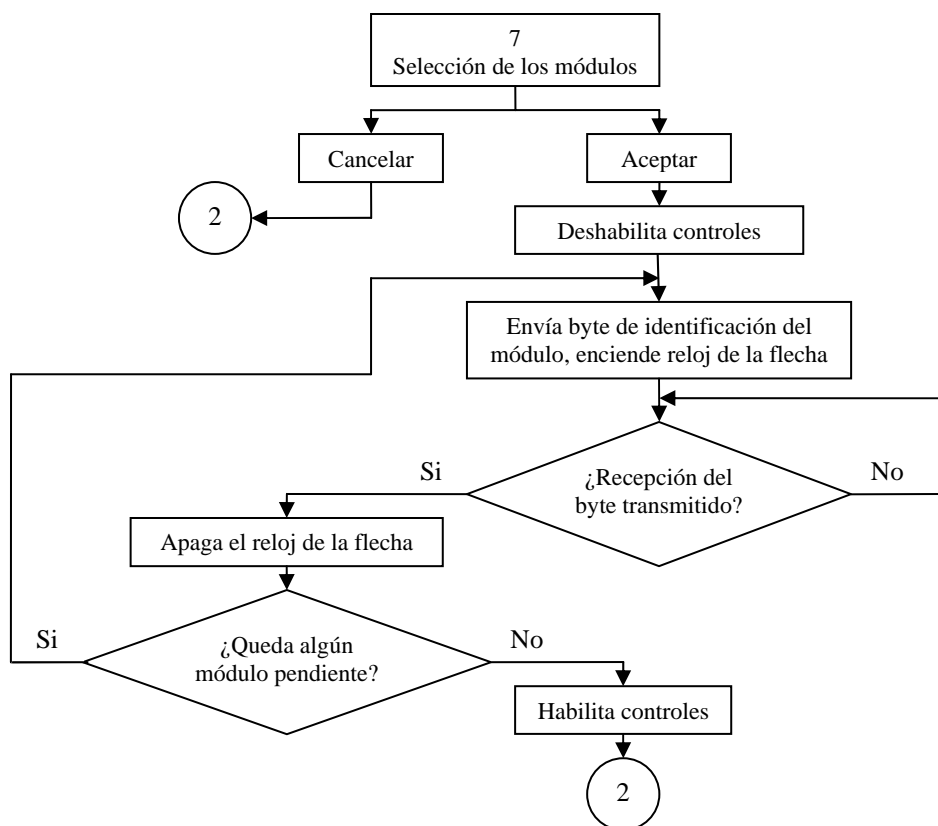 7
Selección de los módulos
Cancelar
Aceptar
2
Deshabilita controles
Envía byte de identificación del
módulo, enciende reloj de la flecha
Si
¿Recepción del
byte transmitido?
No
Apaga el reloj de la flecha
Si
¿Queda algún
módulo pendiente?
No
Habilita controles
2